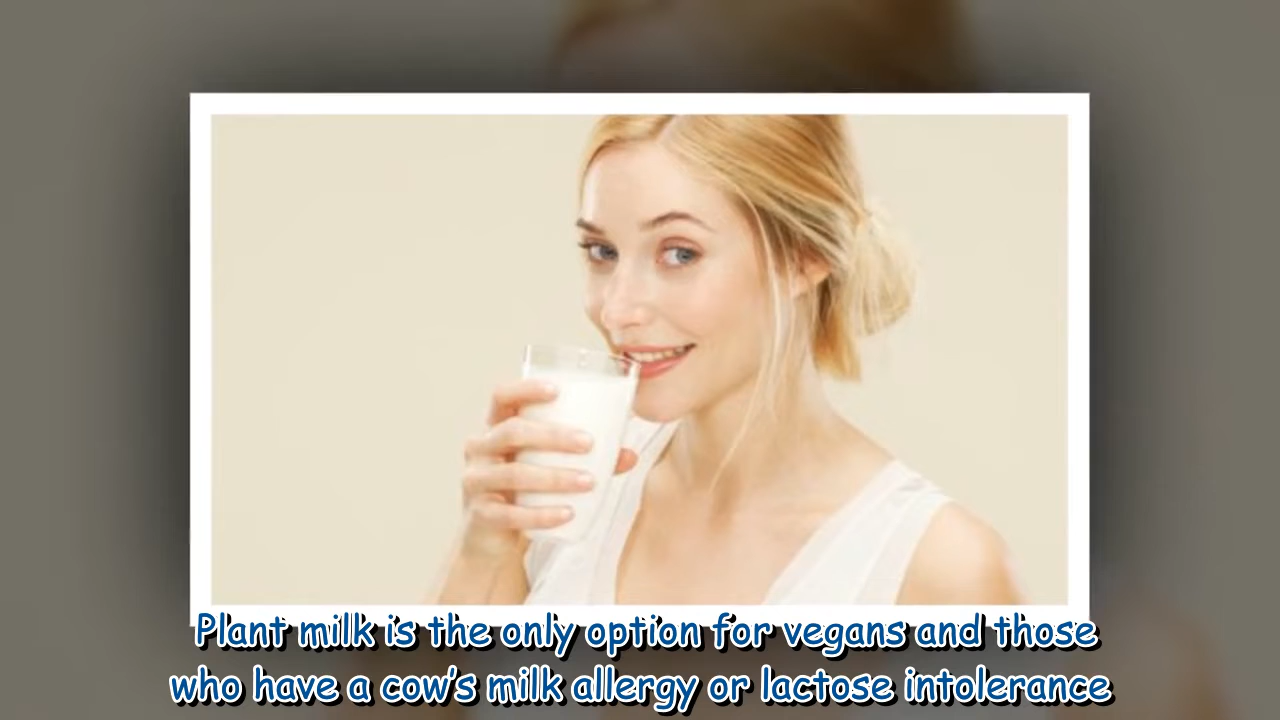 Plant milk is the only option for vegans and those
who have a cow's milk allergy or lactose intolerance